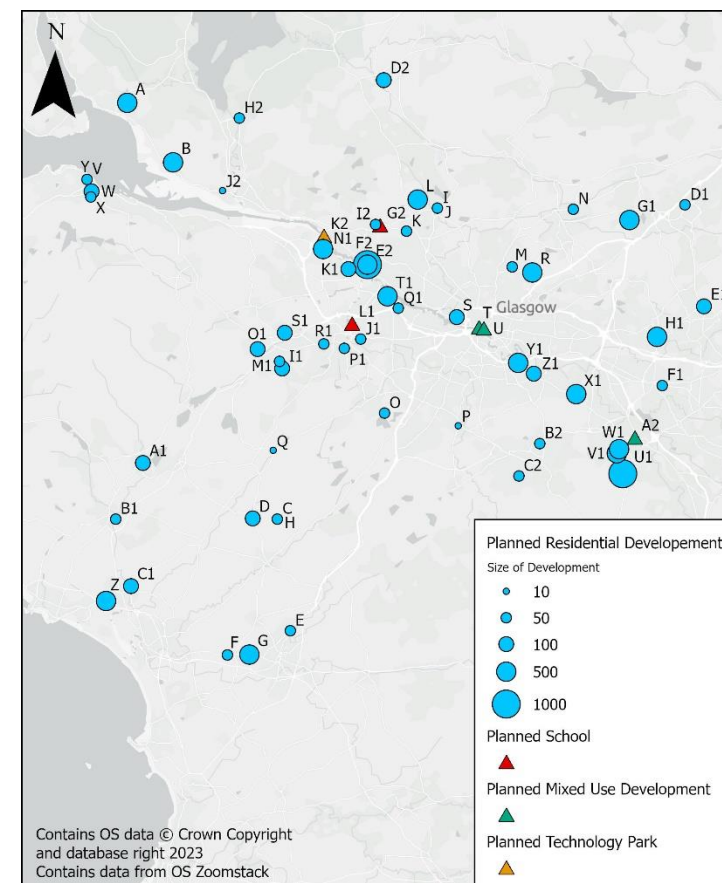 N
D2
A
H2
B
Y V
J2
W
X
L
I
J
N
D1
G1
I2
G2
K2
K
N1
F2
E2
K1
M
R
T1
Q1
E1
S
T
Glasgow
U
L1
S1
J1
O1
R1
P1
H1
I1
M1
Y1
Z1
F1
X1
O
P
A2
W1
B2
V1
U1
Q
A1
C2
B1
D
C
H
Z
C1
E
F
G
Planned Residential Developement
Size of Development
10
50
100
500
1000
Planned School
Planned Mixed Use Development
Planned Technology Park
Contains OS data © Crown Copyright
and database right 2023
Contains data from OS Zoomstack